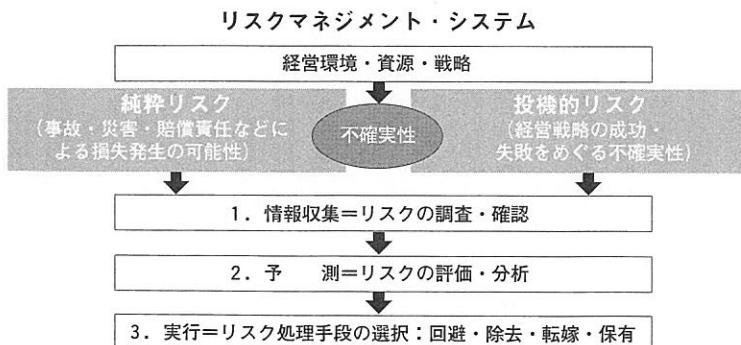 リスクマネジメント・システム
経営環境・資源・戦略
純粋リスク
(事故・災害・賠償責任などに
よる損失発生の可能性)
不確実性
投機的リスク
(経営戦略の成功・
失敗をめぐる不確実性)
1．情報収集＝リスクの調査・確認
2．予　　測＝リスクの評価・分析
3．実行＝リスク処理手段の選択：回避・除去・転嫁・保有